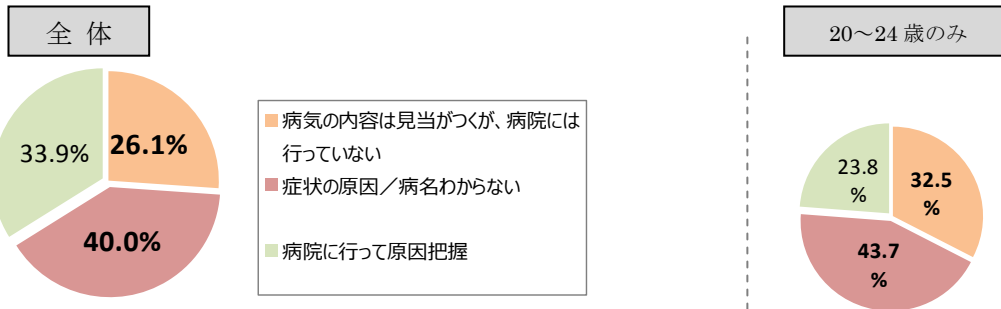 全 体
33.9%
26.1%
40.0%
病気の内容は見当がつくが、病院には
行っていない
症状の原因／病名わからない
病院に行って原因把握
20～24 歳のみ
23.8
%
32.5
%
43.7
%